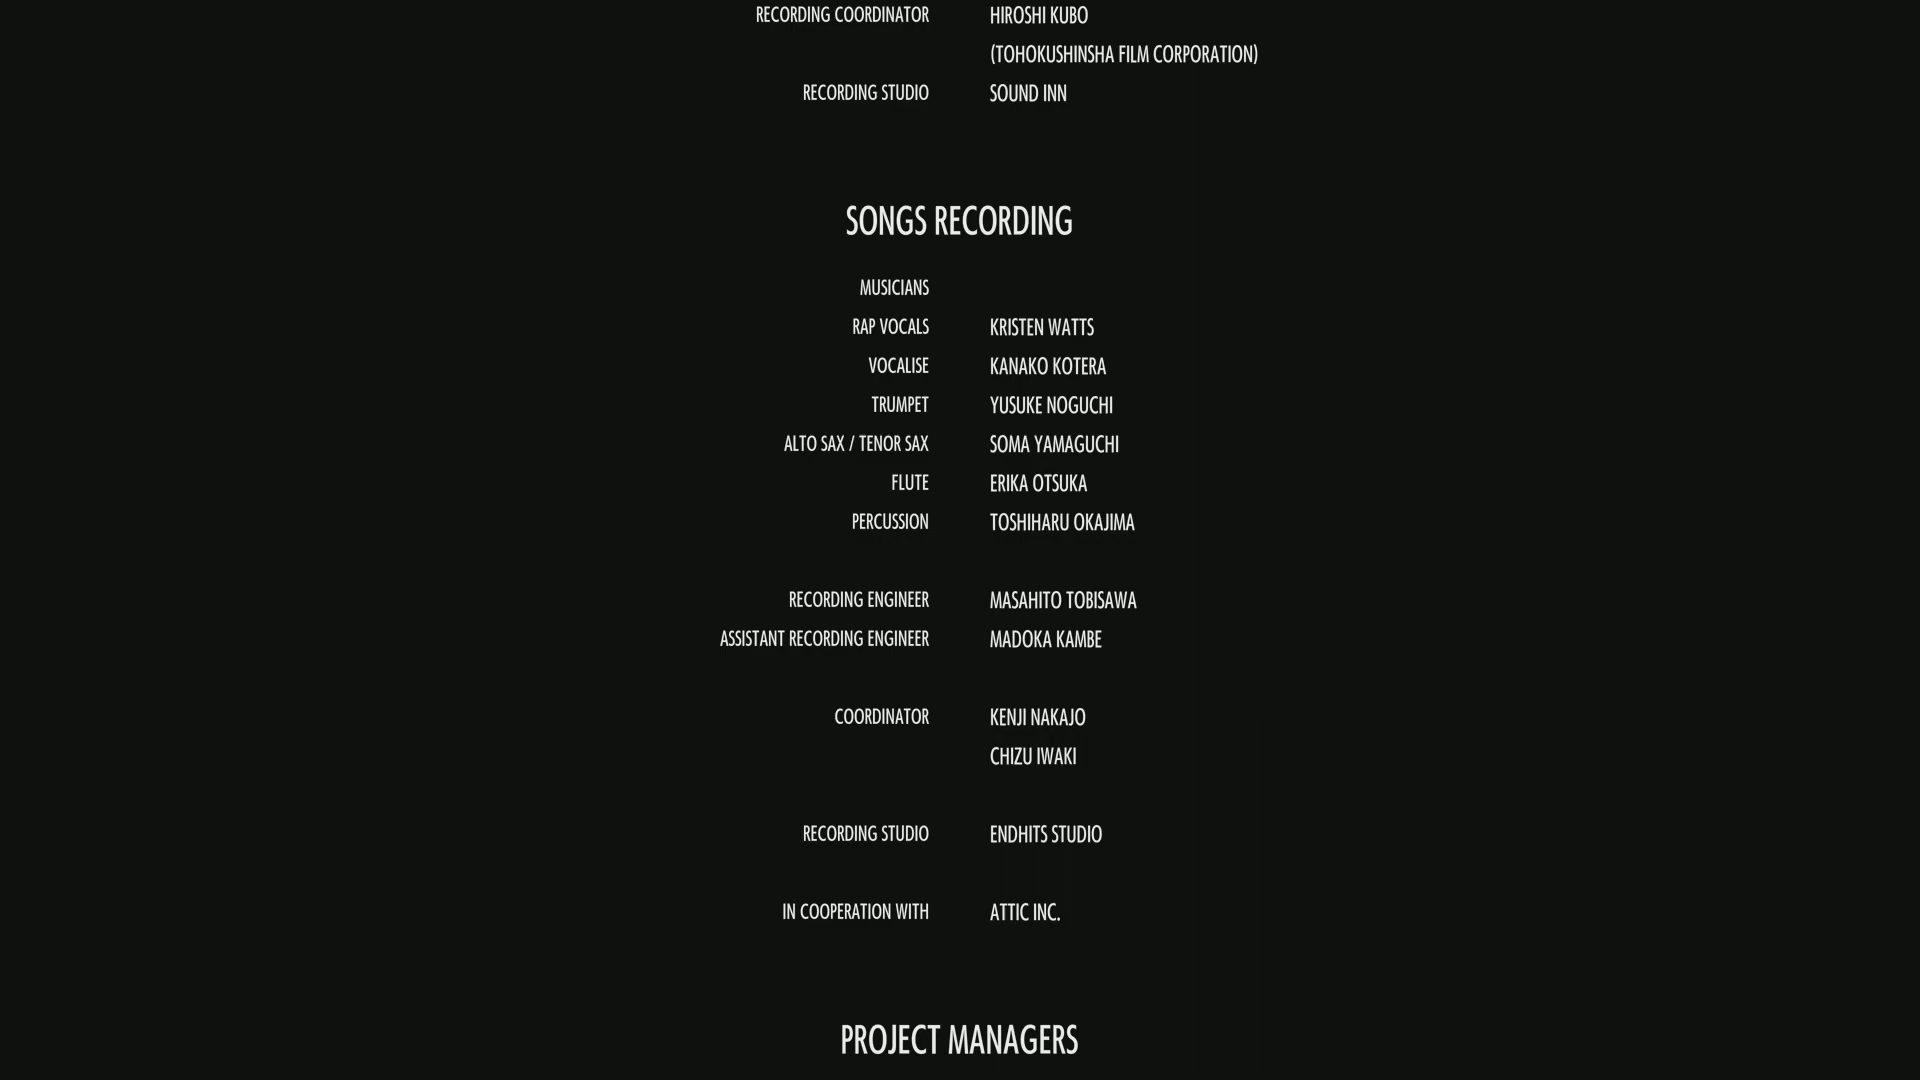 RECORDING COORDINATOR HIROSHI KUBO
(TOHOKUSHINSHA FILM CORPORATION)
RECORDING STUDIO SOUND INN
SONGS RECORDING
MUSICIANS
RAP VOCALS KRISTEN WATTS
VOCALISE KANAKO KOTERA
TRUMPET YUSUKE NOGUCHI
ALTO SAX / TENOR SAX SOMA YAMAGUCHI
FLUTE ERIKA OTSUKA
PERCUSSION TOSHIHARU OKAJIMA
RECORDING ENGINEER MASAHITO TOBISAWA
ASSISTANT RECORDING ENGINEER MADOKA KAMBE
COORDINATOR KENJI NAKAJO
CHIZU IWAKI
RECORDING STUDIO ENDHITS STUDIO
IN COOPERATION WITH ATTIC INC.
PROJECT MANAGERS